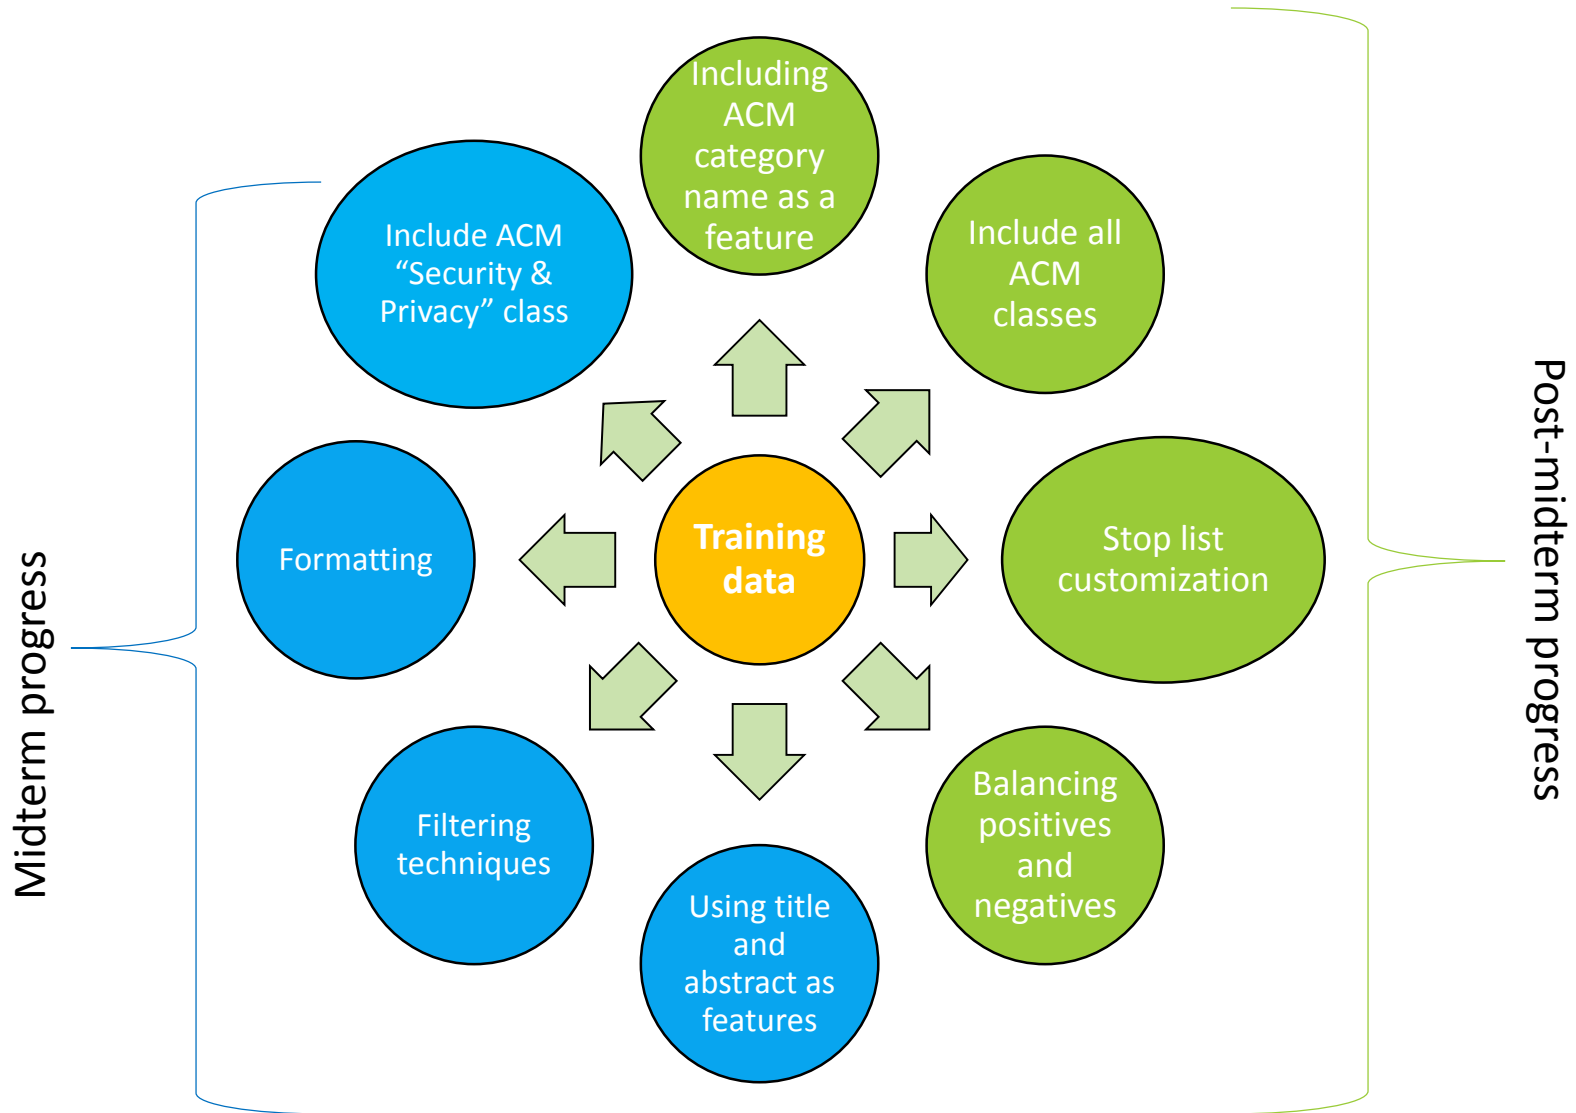 Including
ACM
category
name as a
feature
Include ACM
“Security &
Privacy” class
Include all
ACM
classes
Formatting
Training
data
Stop list
customization
Filtering
techniques
Balancing
positives
and
negatives
Using title
and
abstract as
features
Midterm progress
Post-midterm progress